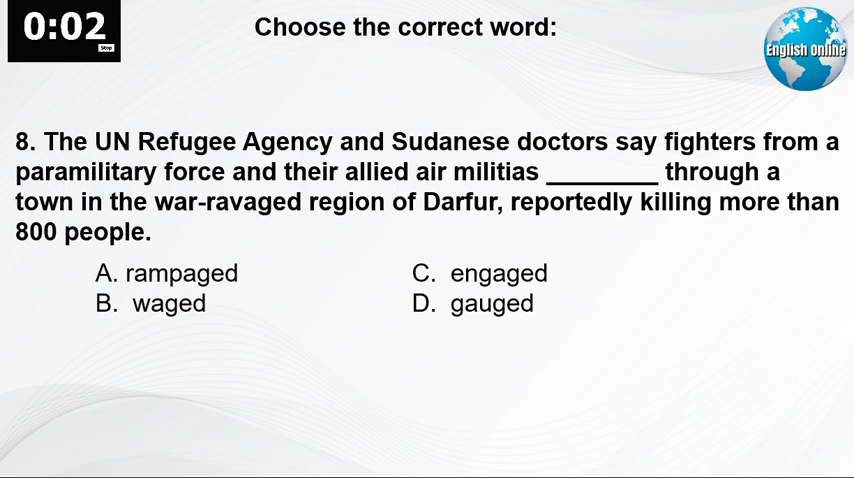 0:02
Stop
Choose the correct word:
English Online
8. The UN Refugee Agency and Sudanese doctors say fighters from a
paramilitary force and their allied air militias ________ through a
town in the war-ravaged region of Darfur, reportedly killing more than
800 people.
A. rampaged
B. waged
C. engaged
D. gauged